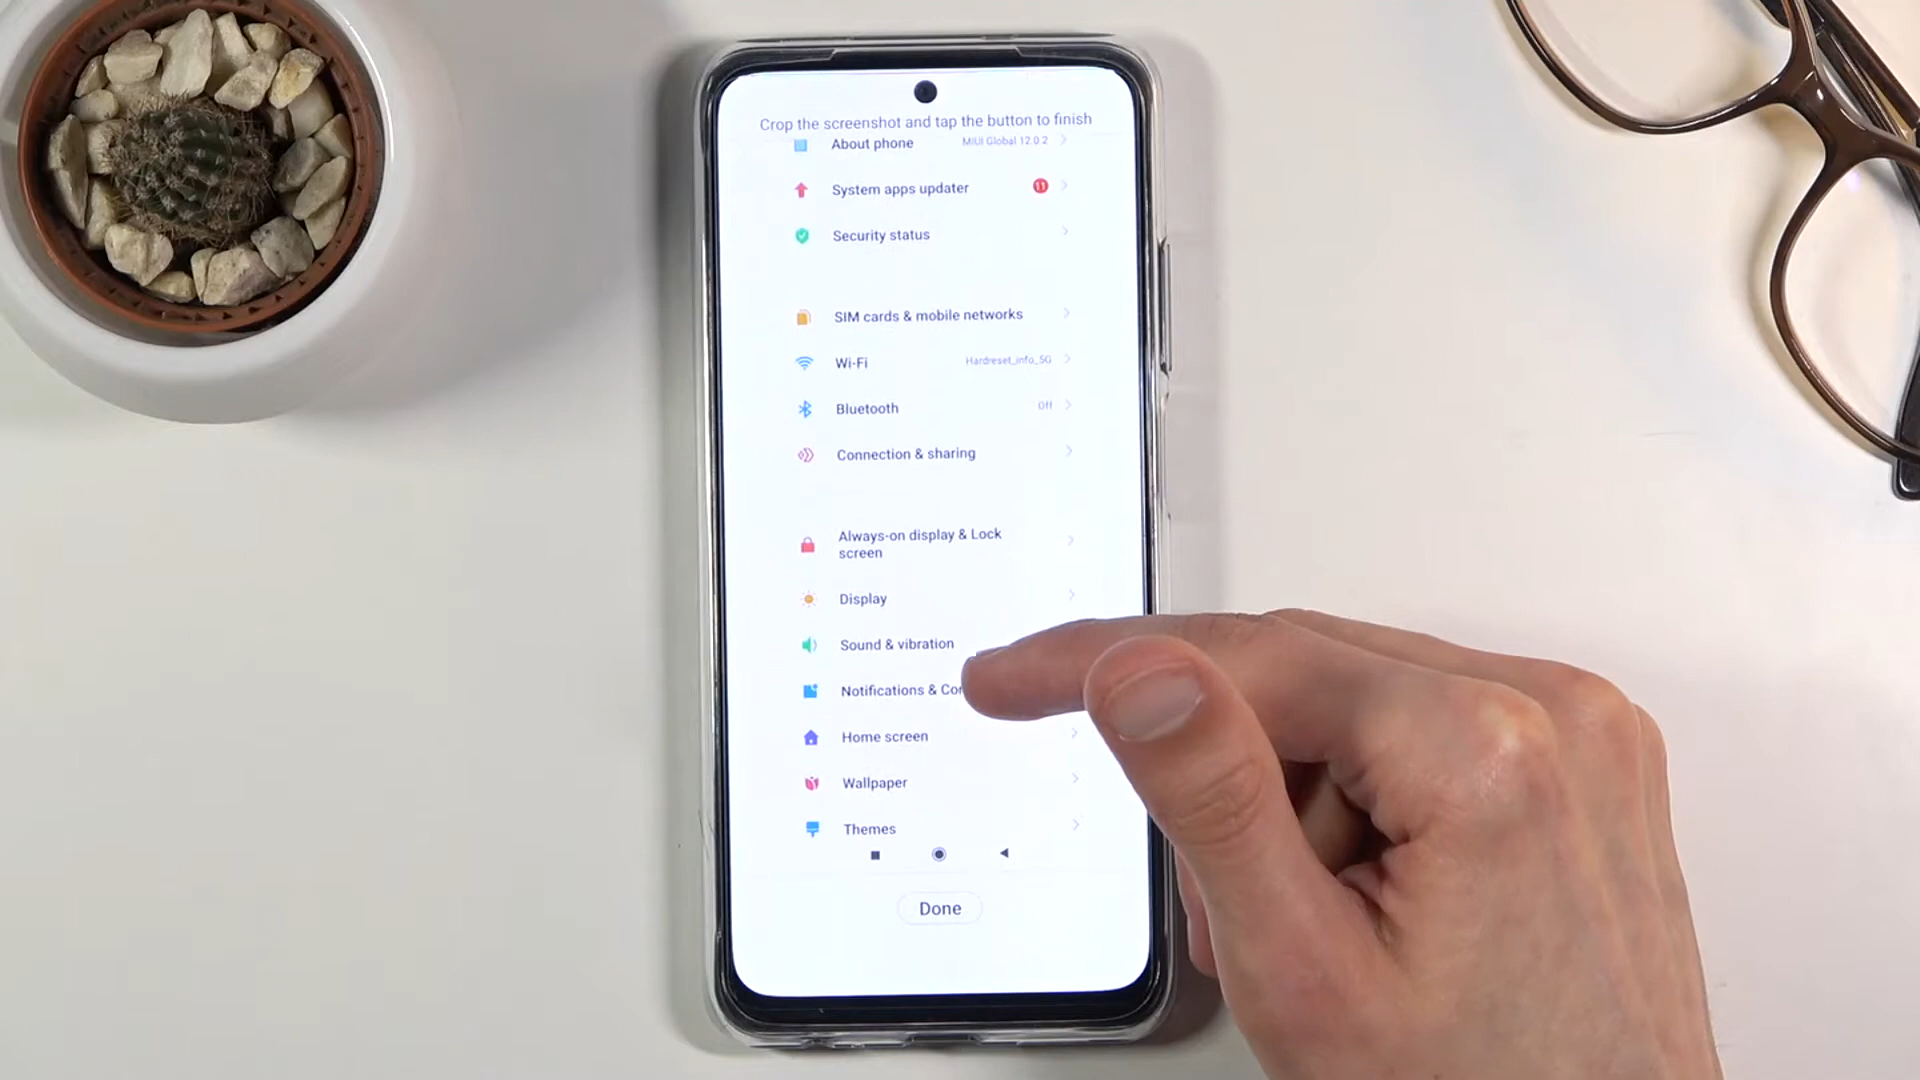 Crop the screenshot and tap the button to finish
About phone MIUI Global 12.0.2
System apps updater 11
Security status
SIM cards & mobile networks
Wi-Fi Hardreset_info_5G
Bluetooth Off
Connection & sharing
Always-on display & Lock
screen
Display
Sound & vibration
Notifications & Con
Home screen
Wallpaper
Themes
Done